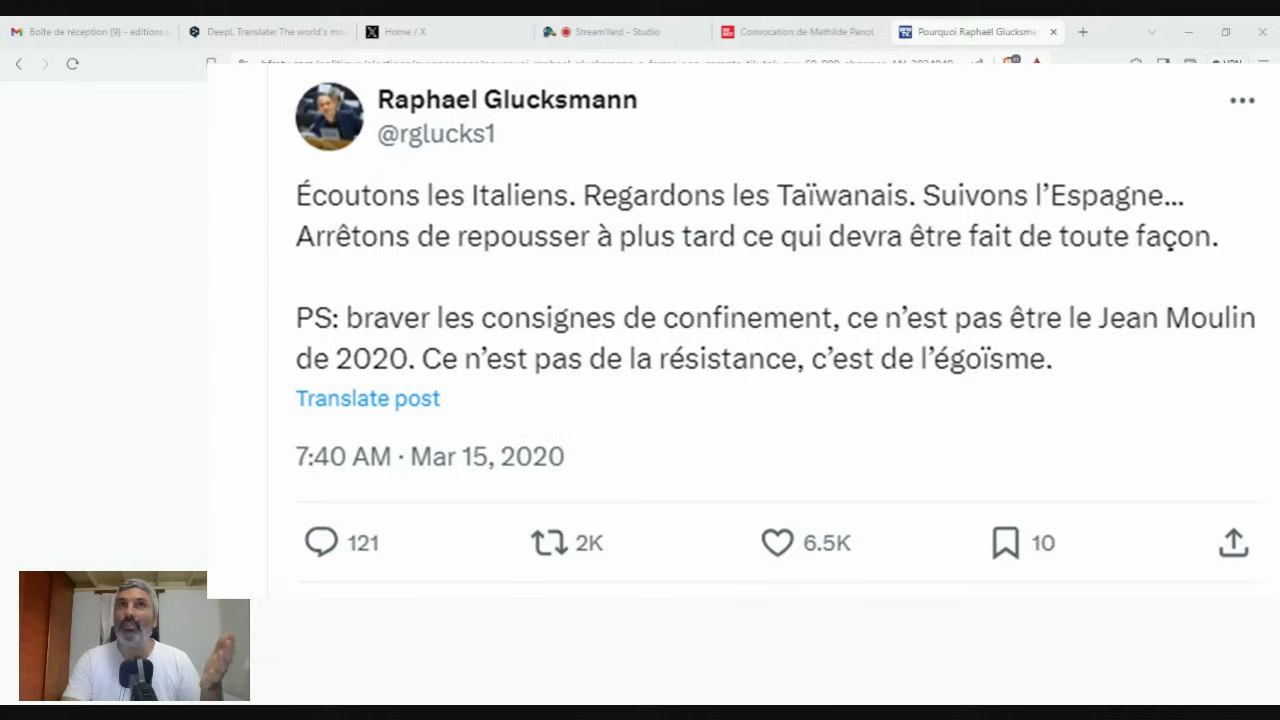 Boîte de réception (9) - editions
DeepL Translate: The world's mo
Home / X
StreamYard - Studio
Convocation de Mathilde Panot
Pourquoi Raphaël Glucksma
Raphael Glucksmann
@rglucks1
Écoutons les Italiens. Regardons les Taïwanais. Suivons l’Espagne...
Arrêtons de repousser à plus tard ce qui devra être fait de toute façon.
PS: braver les consignes de confinement, ce n’est pas être le Jean Moulin
de 2020. Ce n’est pas de la résistance, c’est de l’égoïsme.
Translate post
7:40 AM · Mar 15, 2020
121
2K
6.5K
10